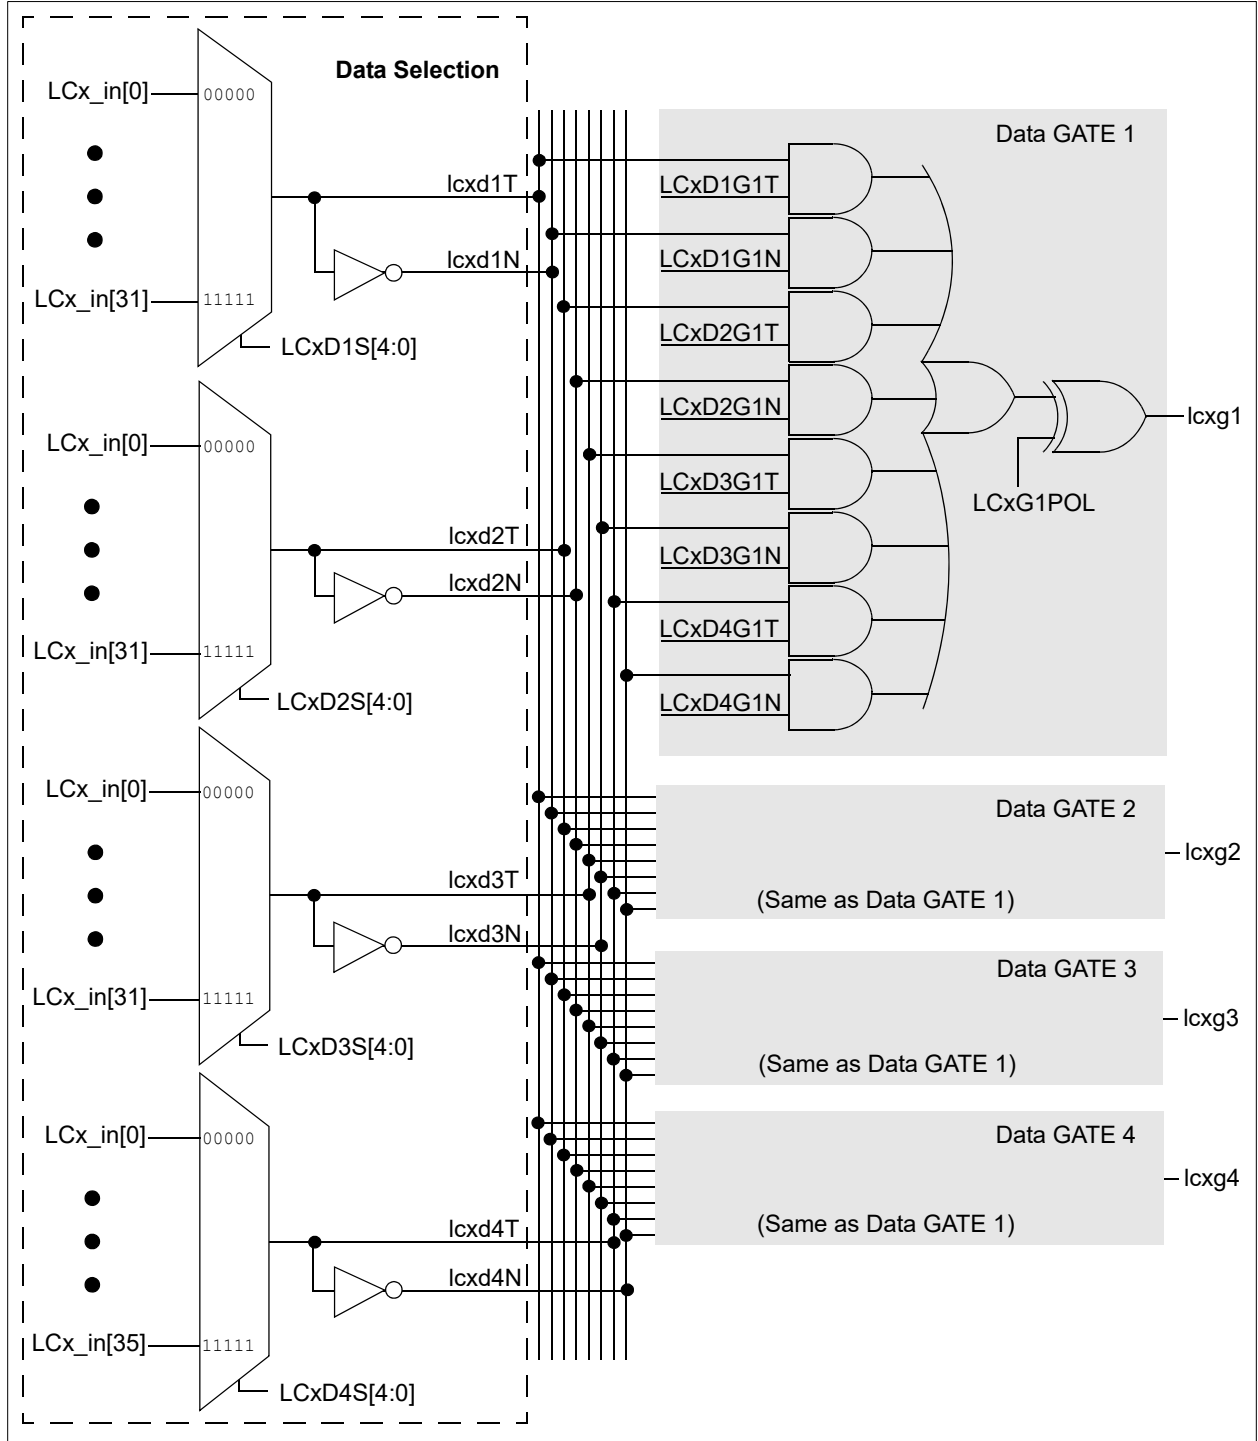 Data Selection
LCx_in[0]
00000
LCx_in[31]
11111
LCxD1S[4:0]
lcxd1T
lcxd1N
LCx_in[0]
00000
LCx_in[31]
11111
LCxD2S[4:0]
lcxd2T
lcxd2N
LCx_in[0]
00000
LCx_in[31]
11111
LCxD3S[4:0]
lcxd3T
lcxd3N
LCx_in[0]
00000
LCx_in[35]
11111
LCxD4S[4:0]
lcxd4T
lcxd4N
Data GATE 1
LCxD1G1T
LCxD1G1N
LCxD2G1T
LCxD2G1N
LCxD3G1T
LCxD3G1N
LCxD4G1T
LCxD4G1N
LCxG1POL
lcxg1
Data GATE 2
(Same as Data GATE 1)
lcxg2
Data GATE 3
(Same as Data GATE 1)
lcxg3
Data GATE 4
(Same as Data GATE 1)
lcxg4